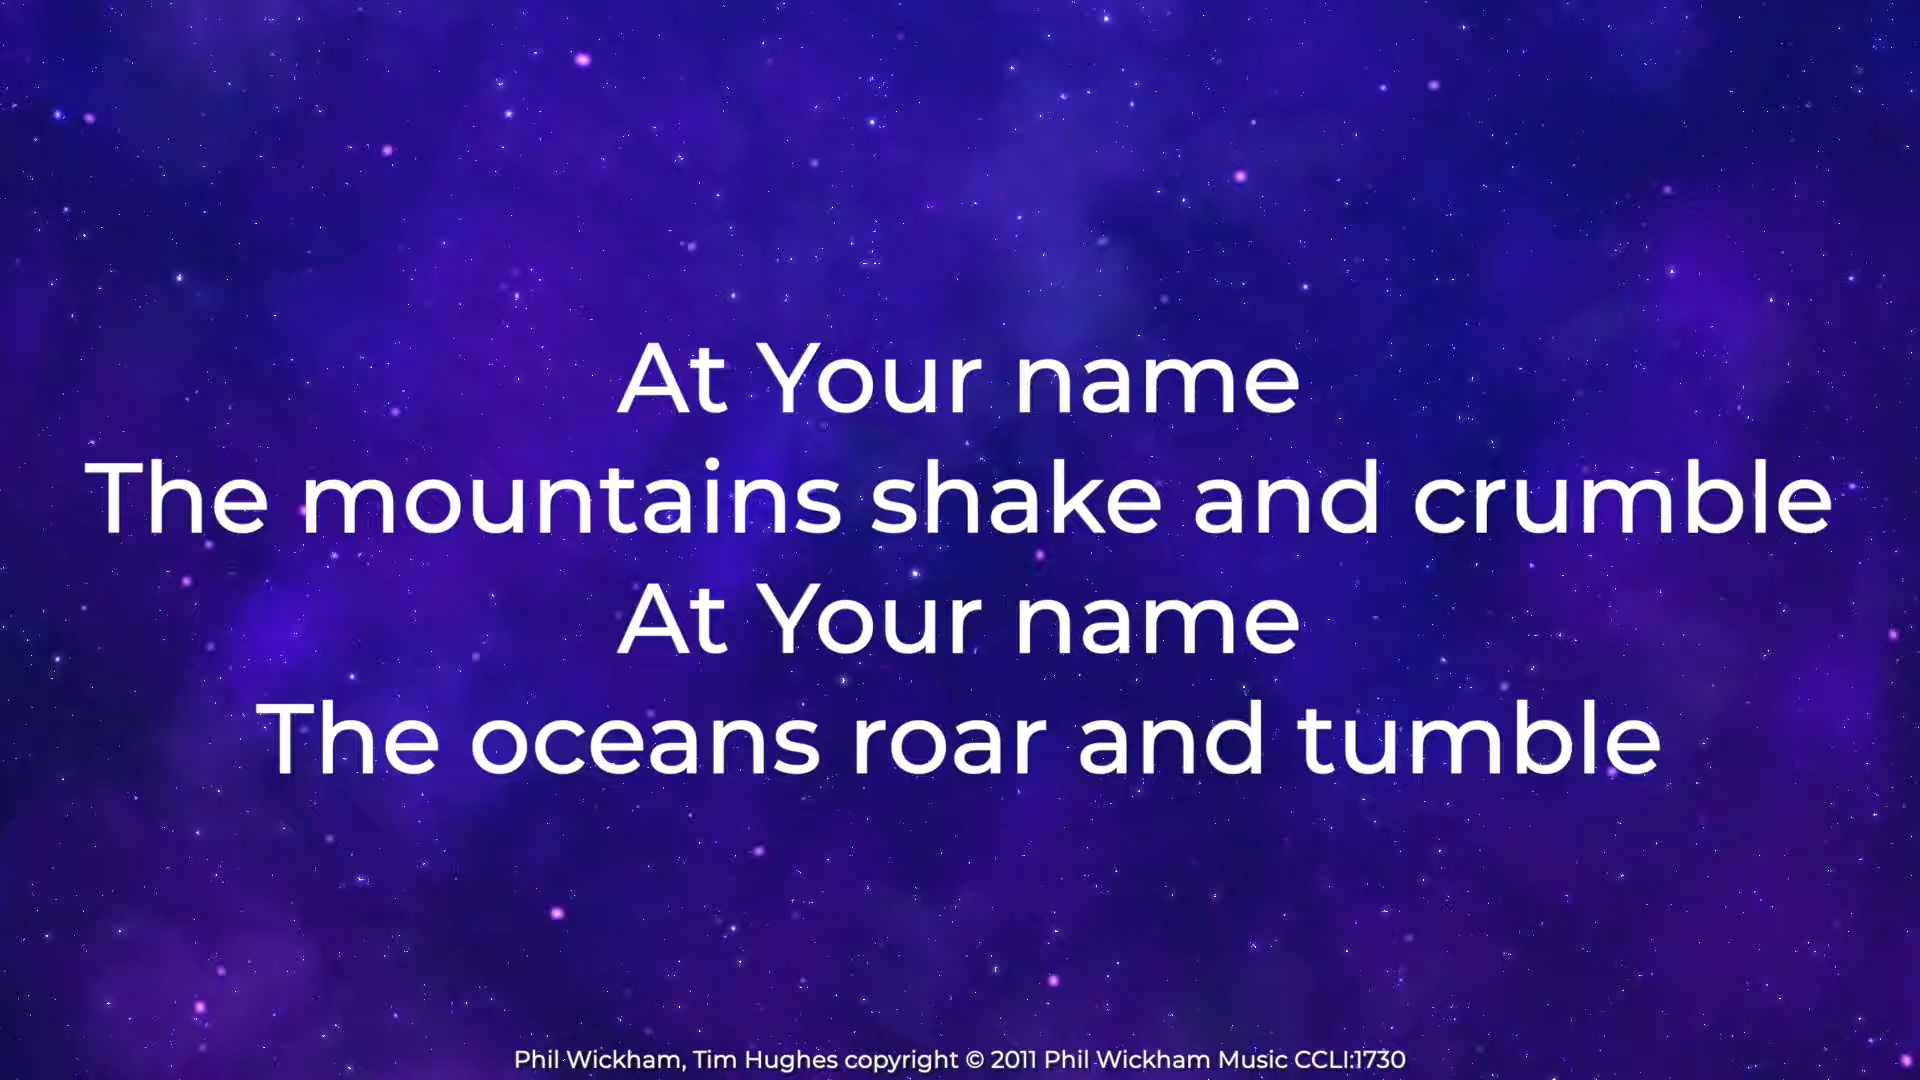 At Your name
The mountains shake and crumble
At Your name
The oceans roar and tumble
Phil Wickham, Tim Hughes copyright © 2011 Phil Wickham Music CCLI:1730